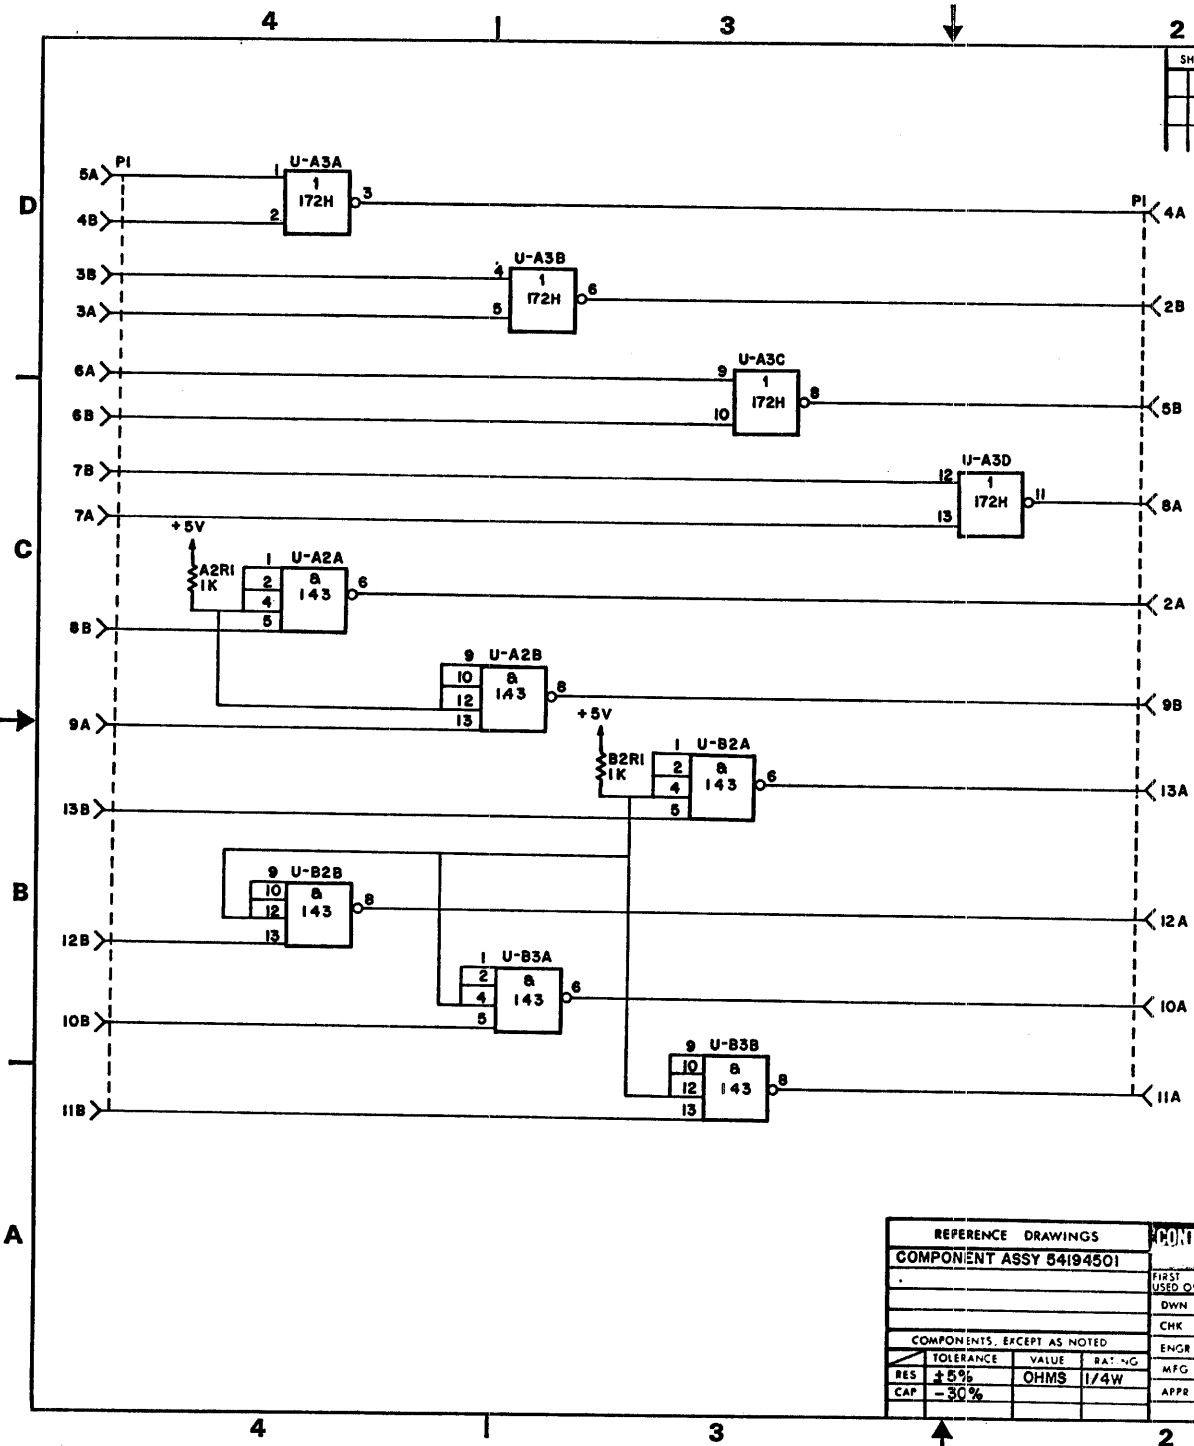 4 3 2
SH
D
5A P1 1 U-A3A
1
172H 3
4B 2
P1 4A
3B 4 U-A3B
1
172H 6
3A 5
2B
6A 9 U-A3C
1
172H 8
6B 10
5B
7B 12 U-A3D
1
172H 11
7A 13
8A
C
+5V
A2R1
1K
1 U-A2A
2 &
4 143 6
8B 5
2A
9 U-A2B
10 &
12 143 8
9A 13
9B
+5V
B2R1
1K
1 U-B2A
2 &
4 143 6
13B 5
13A
B
9 U-B2B
10 &
12 143 8
12B 13
12A
1 U-B3A
2 &
4 143 6
10B 5
10A
9 U-B3B
10 &
12 143 8
11B 13
11A
A
REFERENCE DRAWINGS
COMPONENT ASSY 54194501
CONT
FIRST
USED O
DWN
CHK
ENGR
MFG
APPR
COMPONENTS, EXCEPT AS NOTED
TOLERANCE VALUE RATING
RES ±5% OHMS 1/4W
CAP -30%
4 3 2